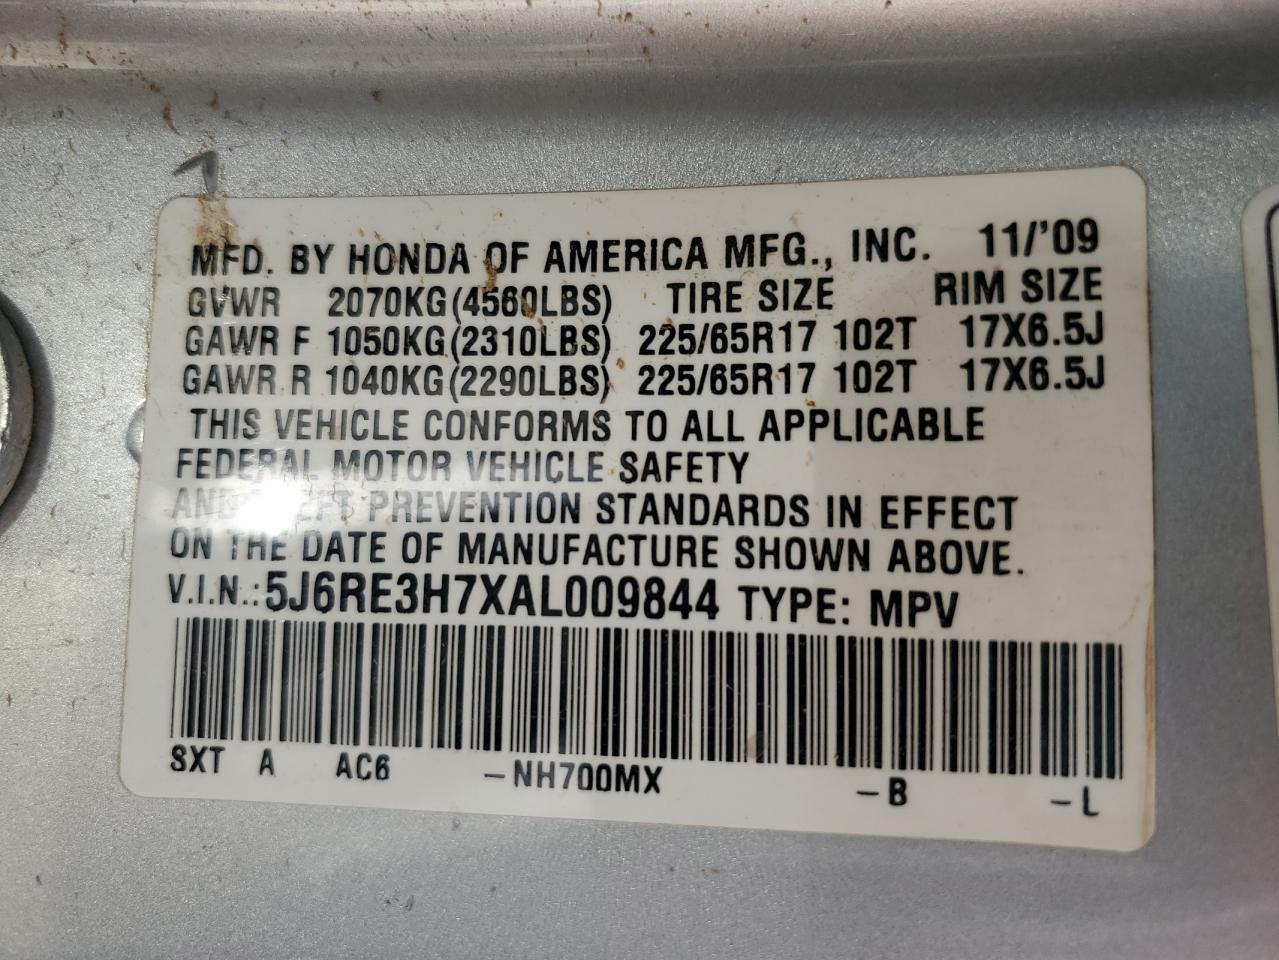 MFD. BY HONDA OF AMERICA MFG., INC. 11/'09
GVWR 2070KG(4560LBS) TIRE SIZE RIM SIZE
GAWR F 1050KG(2310LBS) 225/65R17 102T 17X6.5J
GAWR R 1040KG(2290LBS) 225/65R17 102T 17X6.5J
THIS VEHICLE CONFORMS TO ALL APPLICABLE
FEDERAL MOTOR VEHICLE SAFETY
AND THEFT PREVENTION STANDARDS IN EFFECT
ON THE DATE OF MANUFACTURE SHOWN ABOVE.
V.I.N.: 5J6RE3H7XAL009844 TYPE: MPV
SXT A AC6 -NH700MX -B -L